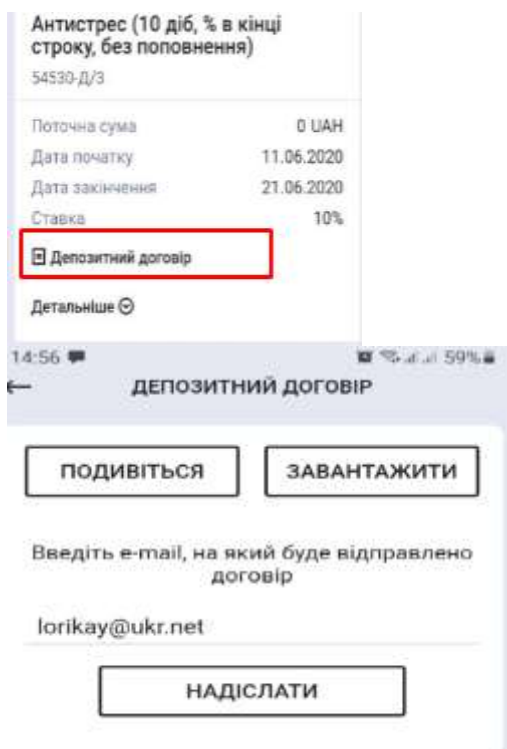 Антистрес (10 діб, % в кінці
строку, без поповнення)
54530-Д/3
Поточна сума 0 UAH
Дата початку 11.06.2020
Дата закінчення 21.06.2020
Ставка 10%
Депозитний договір
Детальніше
14:56 59%
ДЕПОЗИТНИЙ ДОГОВІР
ПОДИВІТЬСЯ ЗАВАНТАЖИТИ
Введіть e-mail, на який буде відправлено
договір
lorikay@ukr.net
НАДІСЛАТИ